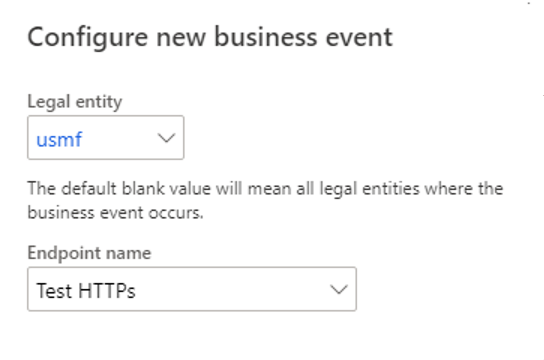 Configure new business event
Legal entity
usmf
The default blank value will mean all legal entities where the
business event occurs.
Endpoint name
Test HTTPs